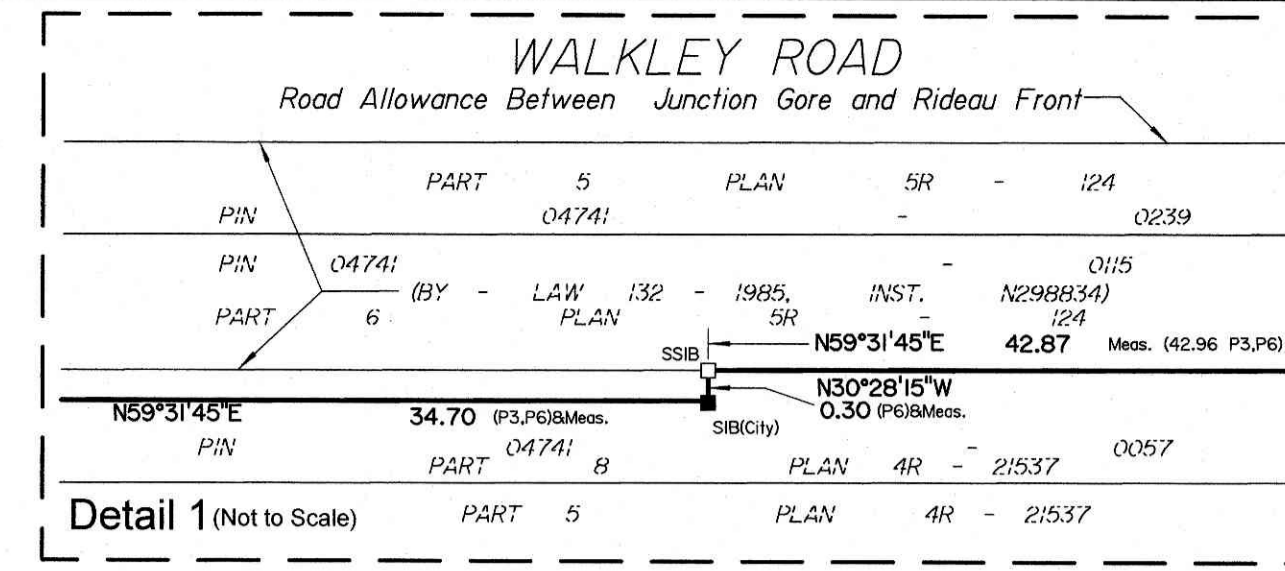 WALKLEY ROAD
Road Allowance Between Junction Gore and Rideau Front
PART 5 PLAN 5R - 124
PIN 04741 - 0239
PIN 04741 - 0115
(BY - LAW 132 - 1985, INST. N298834)
PART 6 PLAN 5R - 124
SSIB N59°31'45"E 42.87 Meas. (42.96 P3,P6)
N30°28'15"W
0.30 (P6)&Meas.
N59°31'45"E 34.70 (P3,P6)&Meas. SIB(City)
PIN 04741 - 0057
PART 8 PLAN 4R - 21537
Detail 1 (Not to Scale) PART 5 PLAN 4R - 21537